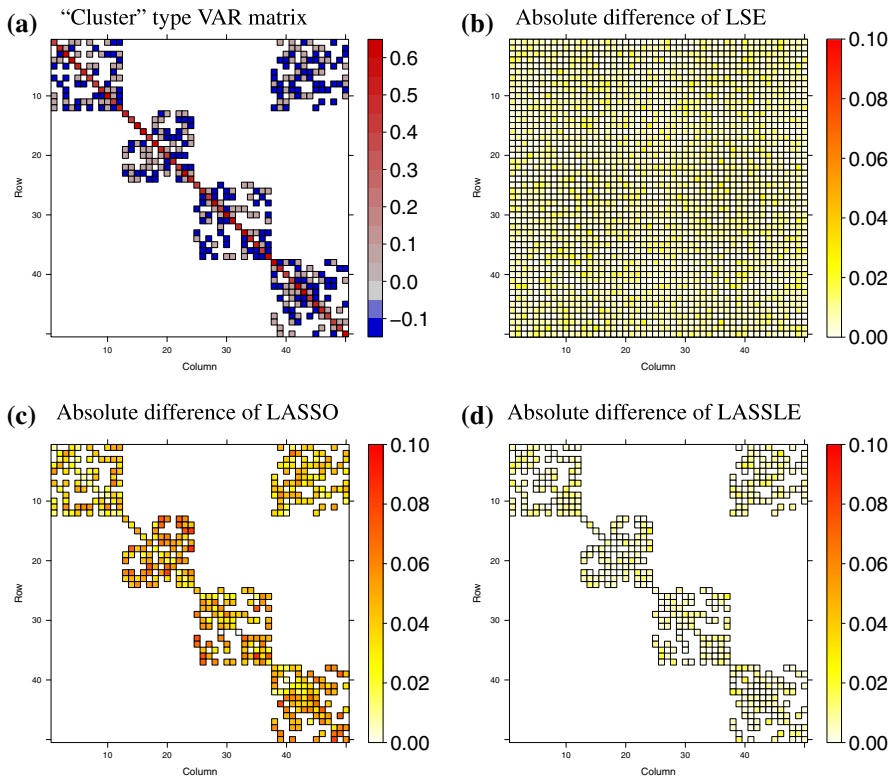 (a) “Cluster” type VAR matrix
10
20
30
40
Row
10 20 30 40
Column
0.6
0.5
0.4
0.3
0.2
0.1
0.0
−0.1
(b) Absolute difference of LSE
10
20
30
40
Row
10 20 30 40
Column
0.10
0.08
0.06
0.04
0.02
0.00
(c) Absolute difference of LASSO
10
20
30
40
Row
10 20 30 40
Column
0.10
0.08
0.06
0.04
0.02
0.00
(d) Absolute difference of LASSLE
10
20
30
40
Row
10 20 30 40
Column
0.10
0.08
0.06
0.04
0.02
0.00